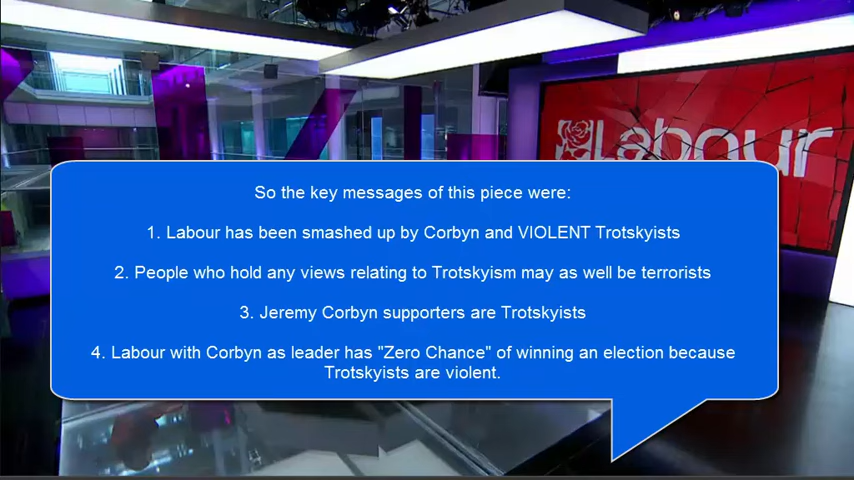 Labour
So the key messages of this piece were:
1. Labour has been smashed up by Corbyn and VIOLENT Trotskyists
2. People who hold any views relating to Trotskyism may as well be terrorists
3. Jeremy Corbyn supporters are Trotskyists
4. Labour with Corbyn as leader has "Zero Chance" of winning an election because
Trotskyists are violent.